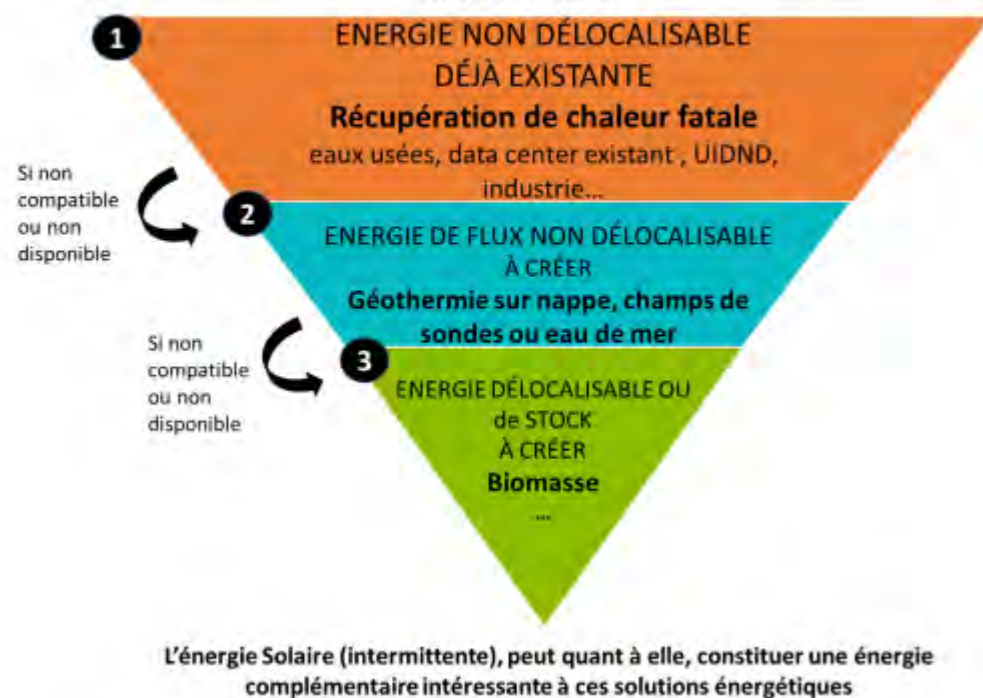 1
ENERGIE NON DÉLOCALISABLE
DÉJÀ EXISTANTE
Récupération de chaleur fatale
eaux usées, data center existant , UIDND,
industrie...
Si non
compatible
ou non
disponible
2
ENERGIE DE FLUX NON DÉLOCALISABLE
À CRÉER
Géothermie sur nappe, champs de
sondes ou eau de mer
Si non
compatible
ou non
disponible
3
ENERGIE DÉLOCALISABLE OU
de STOCK
À CRÉER
Biomasse
...
L'énergie Solaire (intermittente), peut quant à elle, constituer une énergie
complémentaire intéressante à ces solutions énergétiques